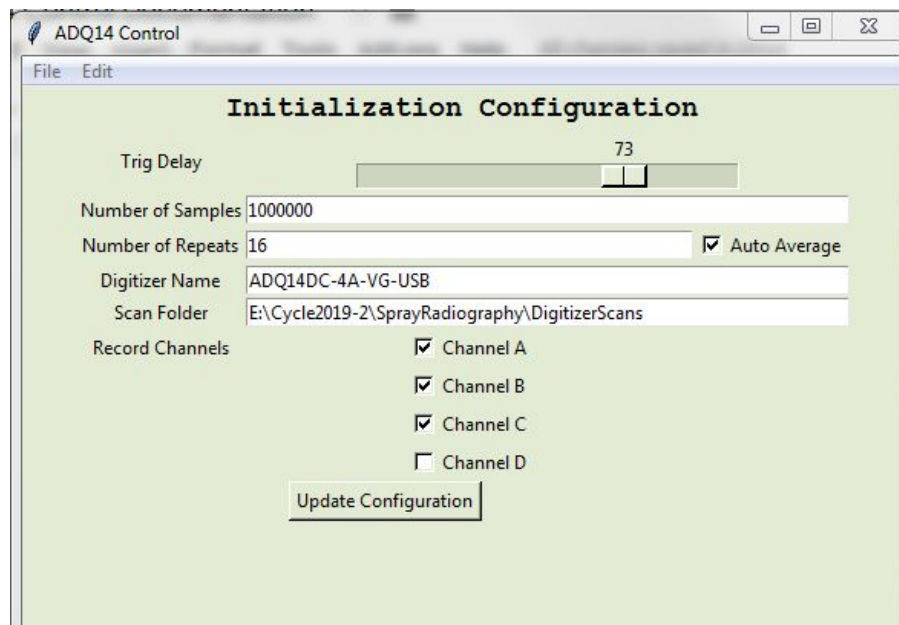 ADQ14 Control
File Edit
Initialization Configuration
73
Trig Delay
Number of Samples 1000000
Number of Repeats 16 Auto Average
Digitizer Name ADQ14DC-4A-VG-USB
Scan Folder E:\Cycle2019-2\SprayRadiography\DigitizerScans
Record Channels Channel A
Channel B
Channel C
Channel D
Update Configuration